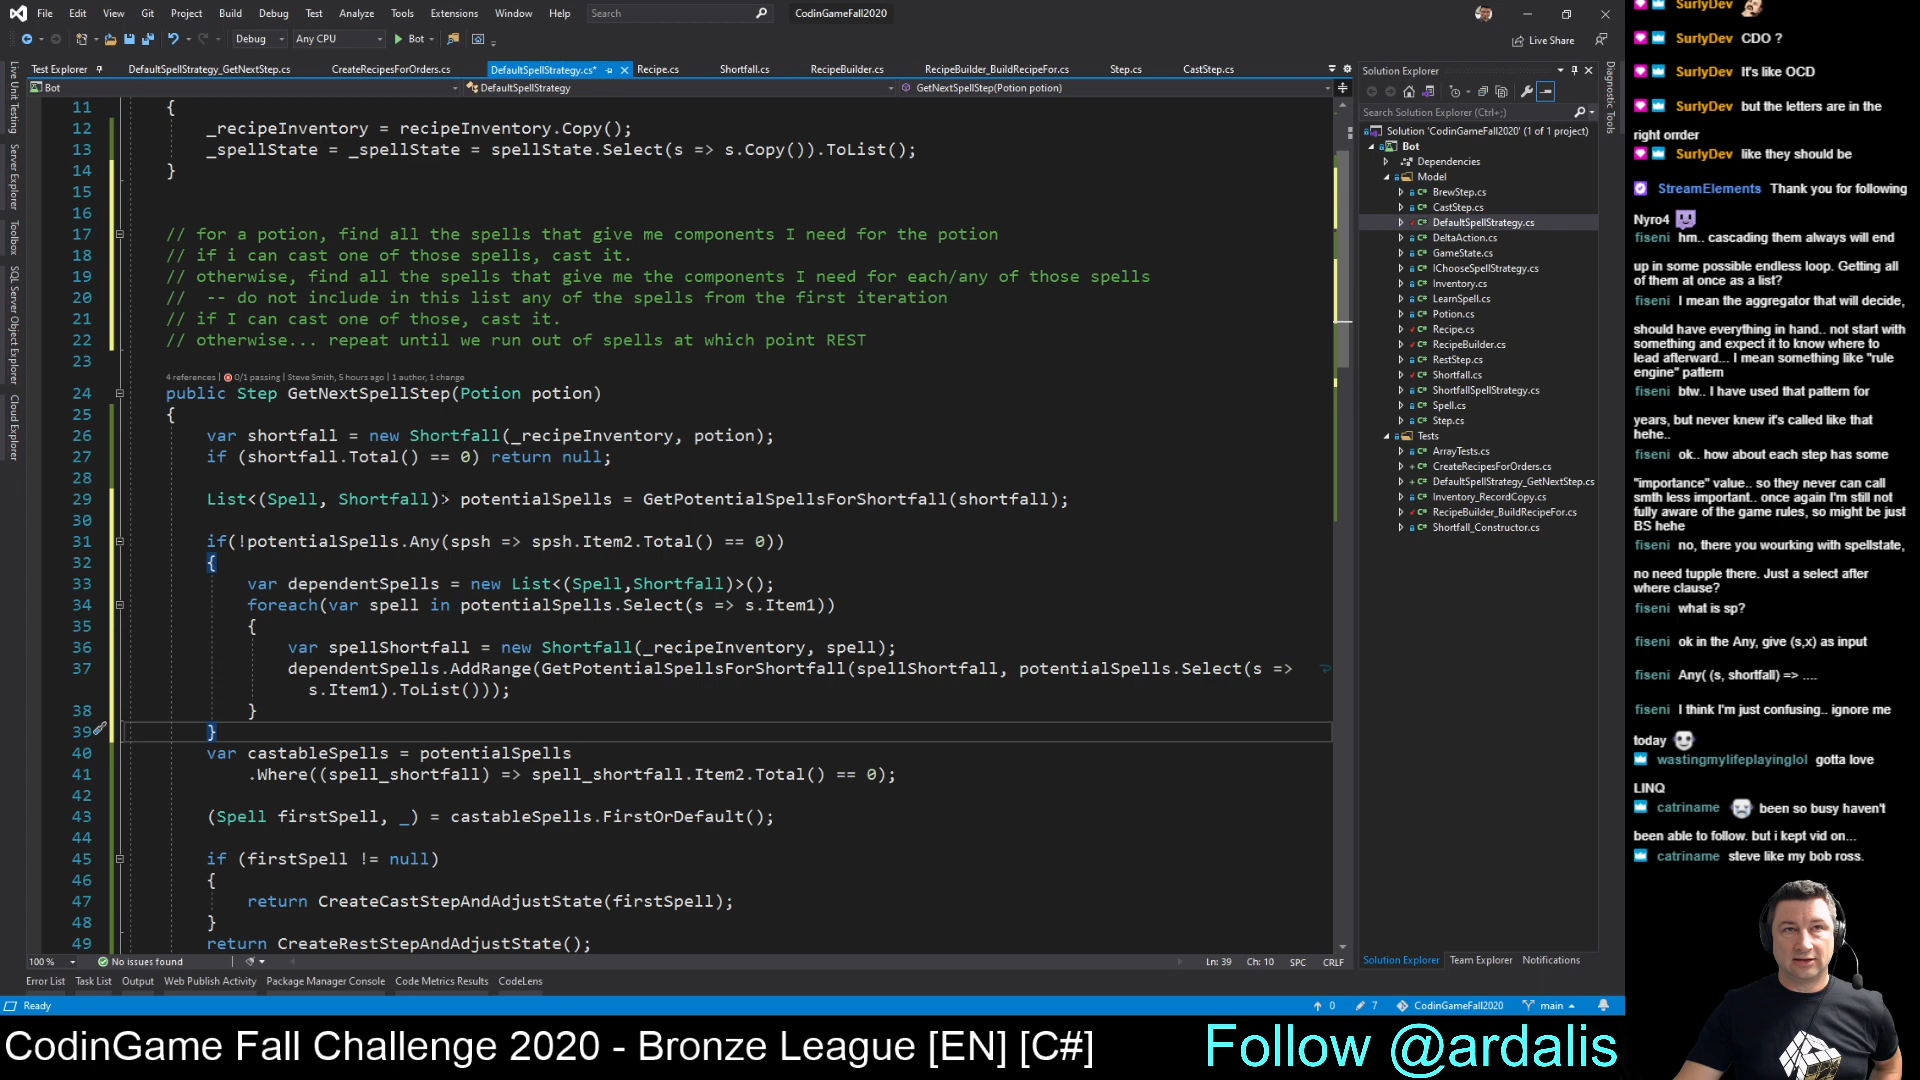 File Edit View Git Project Build Debug Test Analyze Tools Extensions Window Help Search CodinGameFall2020
Debug Any CPU Bot Live Share
Test Explorer DefaultSpellStrategy_GetNextStep.cs CreateRecipesForOrders.cs DefaultSpellStrategy.cs* Recipe.cs Shortfall.cs RecipeBuilder.cs RecipeBuilder_BuildRecipeFor.cs Step.cs CastStep.cs
Bot DefaultSpellStrategy GetNextSpellStep(Potion potion)
Live Unit Testing
Server Explorer
Toolbox
SQL Server Object Explorer
Cloud Explorer
11 {
12 _recipeInventory = recipeInventory.Copy();
13 _spellState = _spellState = spellState.Select(s => s.Copy()).ToList();
14 }
15
16
17 // for a potion, find all the spells that give me components I need for the potion
18 // if i can cast one of those spells, cast it.
19 // otherwise, find all the spells that give me the components I need for each/any of those spells
20 //  -- do not include in this list any of the spells from the first iteration
21 // if I can cast one of those, cast it.
22 // otherwise... repeat until we run out of spells at which point REST
23
4 references | 0/1 passing | Steve Smith, 5 hours ago | 1 author, 1 change
24 public Step GetNextSpellStep(Potion potion)
25 {
26 var shortfall = new Shortfall(_recipeInventory, potion);
27 if (shortfall.Total() == 0) return null;
28
29 List<(Spell, Shortfall)> potentialSpells = GetPotentialSpellsForShortfall(shortfall);
30
31 if(!potentialSpells.Any(spsh => spsh.Item2.Total() == 0))
32 {
33 var dependentSpells = new List<(Spell,Shortfall)>();
34 foreach(var spell in potentialSpells.Select(s => s.Item1))
35 {
36 var spellShortfall = new Shortfall(_recipeInventory, spell);
37 dependentSpells.AddRange(GetPotentialSpellsForShortfall(spellShortfall, potentialSpells.Select(s =>
s.Item1).ToList()));
38 }
39 }
40 var castableSpells = potentialSpells
41 .Where((spell_shortfall) => spell_shortfall.Item2.Total() == 0);
42
43 (Spell firstSpell, _) = castableSpells.FirstOrDefault();
44
45 if (firstSpell != null)
46 {
47 return CreateCastStepAndAdjustState(firstSpell);
48 }
49 return CreateRestStepAndAdjustState();
100 % No issues found Ln: 39 Ch: 10 SPC CRLF
Error List Task List Output Web Publish Activity Package Manager Console Code Metrics Results CodeLens
Ready 0 7 CodinGameFall2020 main
Solution Explorer
Search Solution Explorer (Ctrl+;)
Solution 'CodinGameFall2020' (1 of 1 project)
Bot
Dependencies
Model
C# BrewStep.cs
C# CastStep.cs
C# DefaultSpellStrategy.cs
C# DeltaAction.cs
C# GameState.cs
C# IChooseSpellStrategy.cs
C# Inventory.cs
C# LearnSpell.cs
C# Potion.cs
C# Recipe.cs
C# RecipeBuilder.cs
C# RestStep.cs
C# Shortfall.cs
C# ShortfallSpellStrategy.cs
C# Spell.cs
C# Step.cs
Tests
C# ArrayTests.cs
C# CreateRecipesForOrders.cs
C# DefaultSpellStrategy_GetNextStep.cs
C# Inventory_RecordCopy.cs
C# RecipeBuilder_BuildRecipeFor.cs
C# Shortfall_Constructor.cs
Solution Explorer Team Explorer Notifications
Diagnostic Tools
SurlyDev
SurlyDev CDO ?
SurlyDev It's like OCD
SurlyDev but the letters are in the
right orrder
SurlyDev like they should be
StreamElements Thank you for following
Nyro4
fiseni hm.. cascading them always will end
up in some possible endless loop. Getting all
of them at once as a list?
fiseni I mean the aggregator that will decide,
should have everything in hand.. not start with
something and expect it to know where to
lead afterward... I mean something like "rule
engine" pattern
fiseni btw.. I have used that pattern for
years, but never knew it's called like that
hehe..
fiseni ok.. how about each step has some
"importance" value.. so they never can call
smth less important.. once again I'm still not
fully aware of the game rules, so might be just
BS hehe
fiseni no, there you wourking with spellstate,
no need tupple there. Just a select after
where clause?
fiseni what is sp?
fiseni ok in the Any, give (s,x) as input
fiseni Any( (s, shortfall) => ....
fiseni I think I'm just confusing.. ignore me
today
wastingmylifeplayinglol gotta love
LINQ
catriname been so busy haven't
been able to follow. but i kept vid on...
catriname steve like my bob ross.
CodinGame Fall Challenge 2020 - Bronze League [EN] [C#] Follow @ardalis